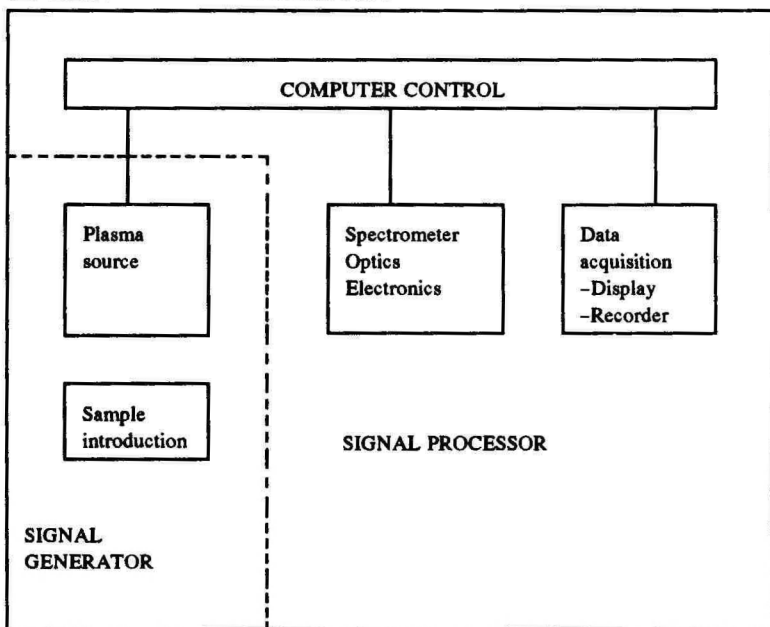 COMPUTER CONTROL
Plasma
source
Spectrometer
Optics
Electronics
Data
acquisition
–Display
–Recorder
Sample
introduction
SIGNAL PROCESSOR
SIGNAL
GENERATOR